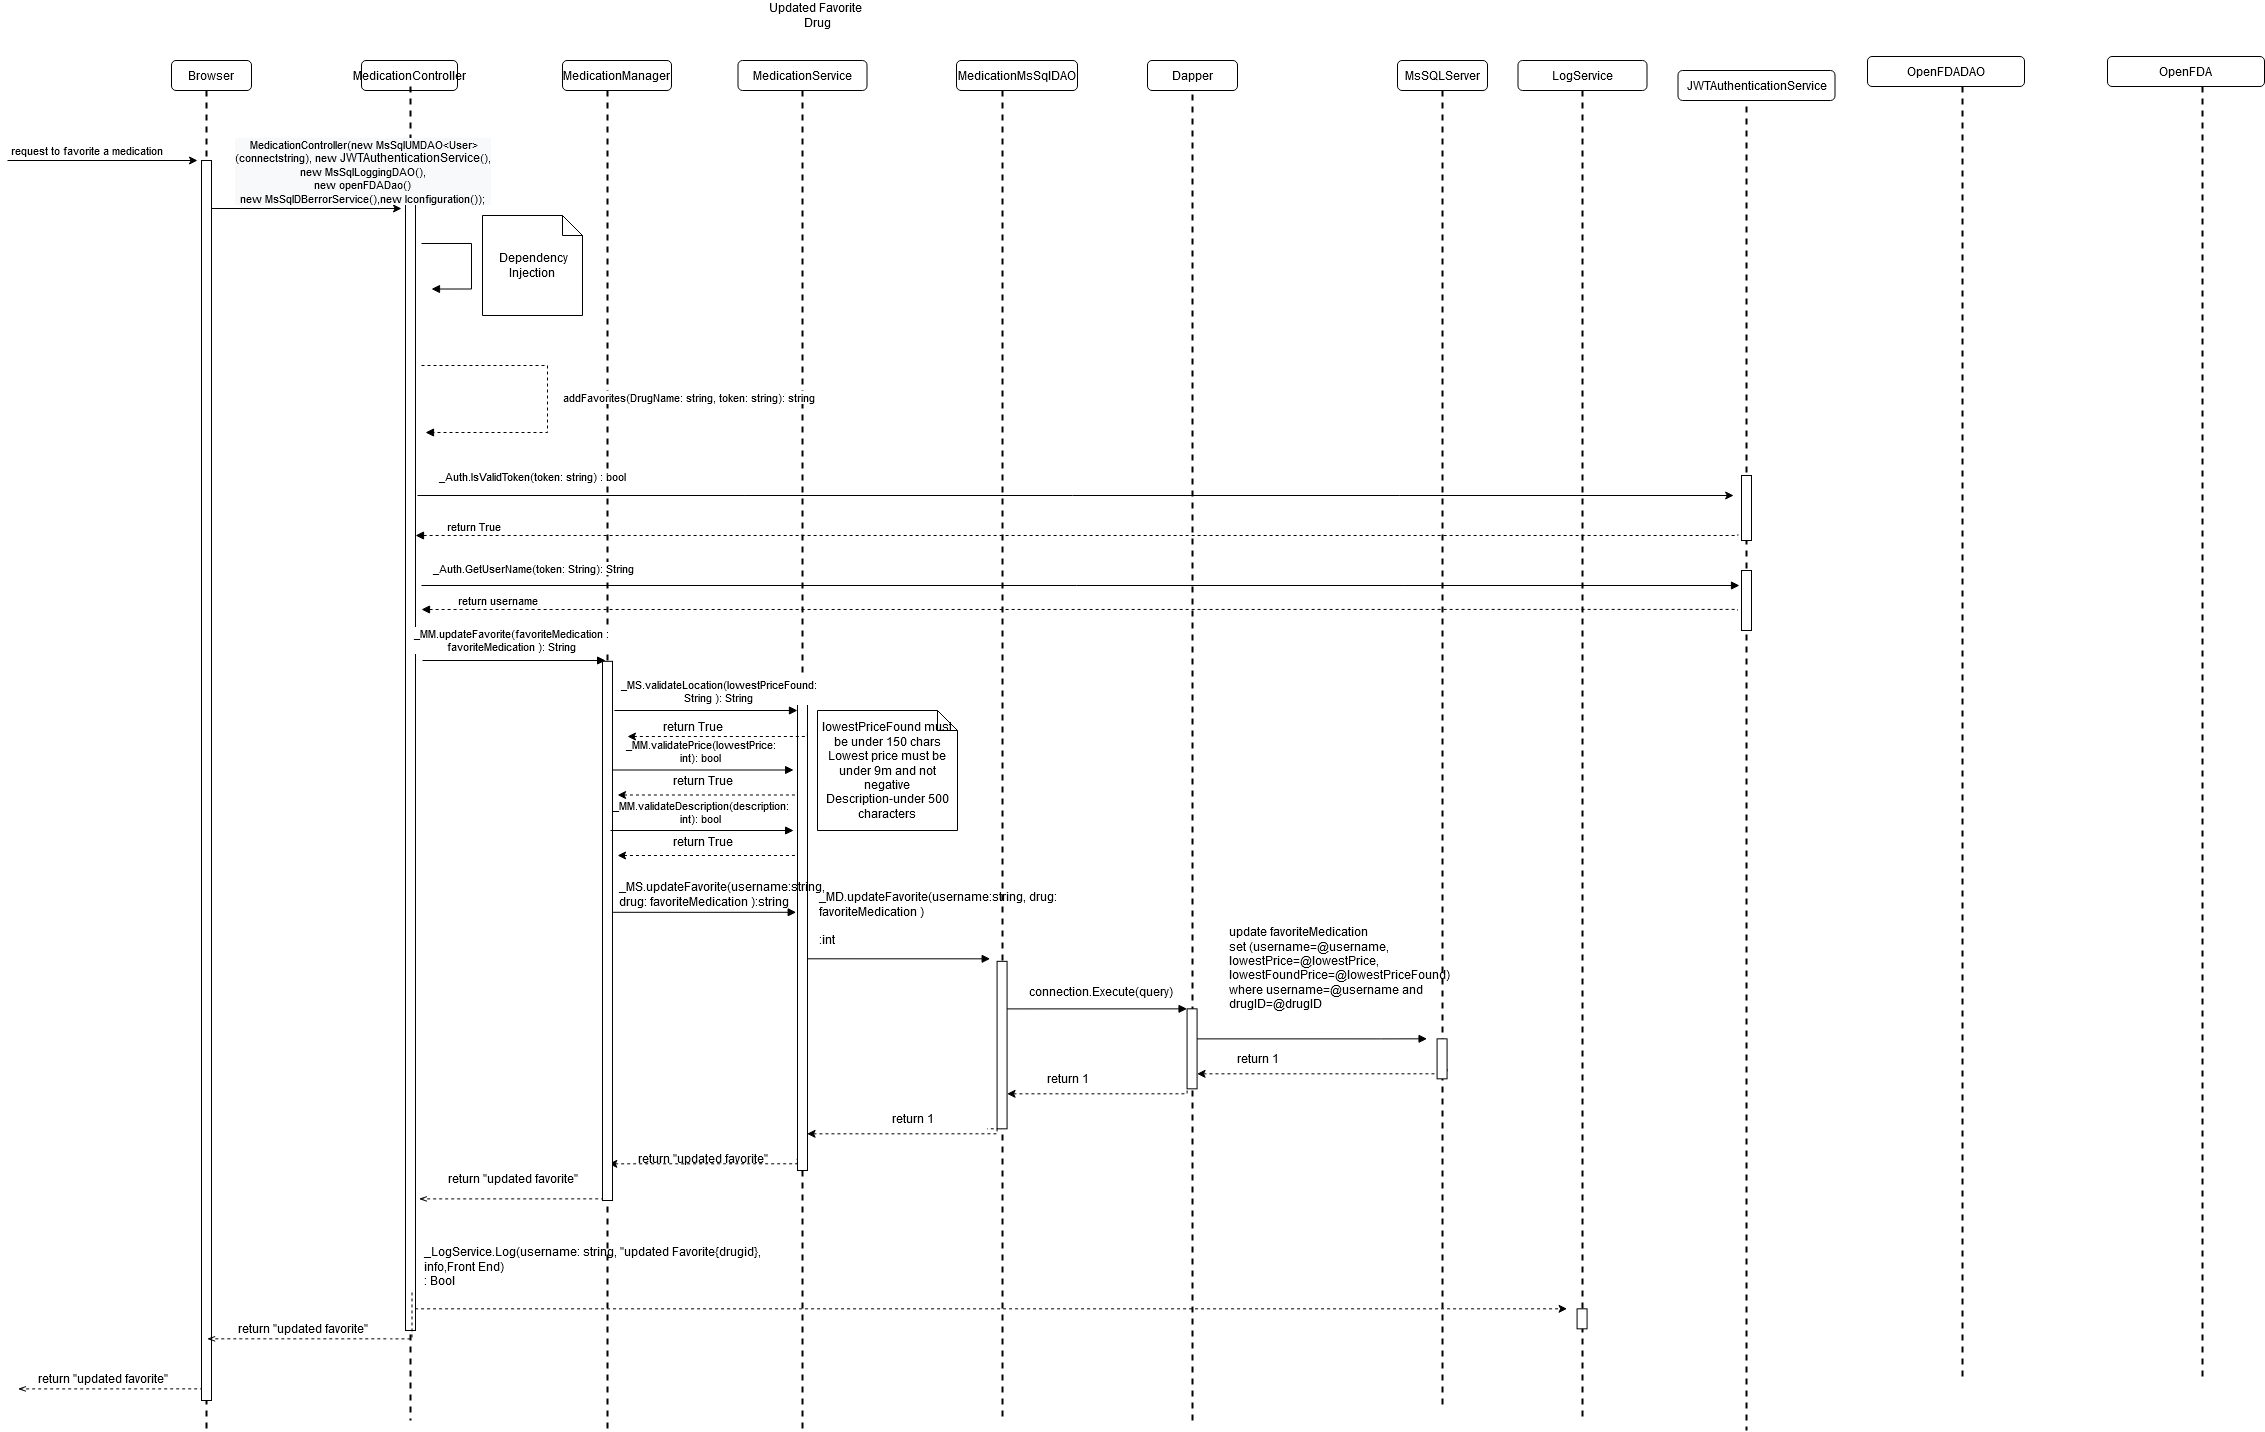 Updated Favorite
Drug
Browser
MedicationController
MedicationManager
MedicationService
MedicationMsSqlDAO
Dapper
MsSQLServer
LogService
JWTAuthenticationService
OpenFDADAO
OpenFDA
request to favorite a medication
MedicationController(new MsSqlUMDAO<User>
(connectstring), new JWTAuthenticationService(),
new MsSqlLoggingDAO(),
new openFDADao()
new MsSqlDBerrorService(),new Iconfiguration());
Dependency
Injection
addFavorites(DrugName: string, token: string): string
_Auth.IsValidToken(token: string) : bool
return True
_Auth.GetUserName(token: String): String
return username
_MM.updateFavorite(favoriteMedication :
favoriteMedication ): String
_MS.validateLocation(lowestPriceFound:
String ): String
return True
_MM.validatePrice(lowestPrice:
int): bool
return True
_MM.validateDescription(description:
int): bool
return True
lowestPriceFound must
be under 150 chars
Lowest price must be
under 9m and not
negative
Description-under 500
characters
_MS.updateFavorite(username:string,
drug: favoriteMedication ):string
_MD.updateFavorite(username:string, drug:
favoriteMedication )
:int
update favoriteMedication
set (username=@username,
lowestPrice=@lowestPrice,
lowestFoundPrice=@lowestPriceFound)
where username=@username and
drugID=@drugID
connection.Execute(query)
return 1
return 1
return 1
return "updated favorite"
return "updated favorite"
_LogService.Log(username: string, "updated Favorite{drugid},
info,Front End)
: Bool
return "updated favorite"
return "updated favorite"